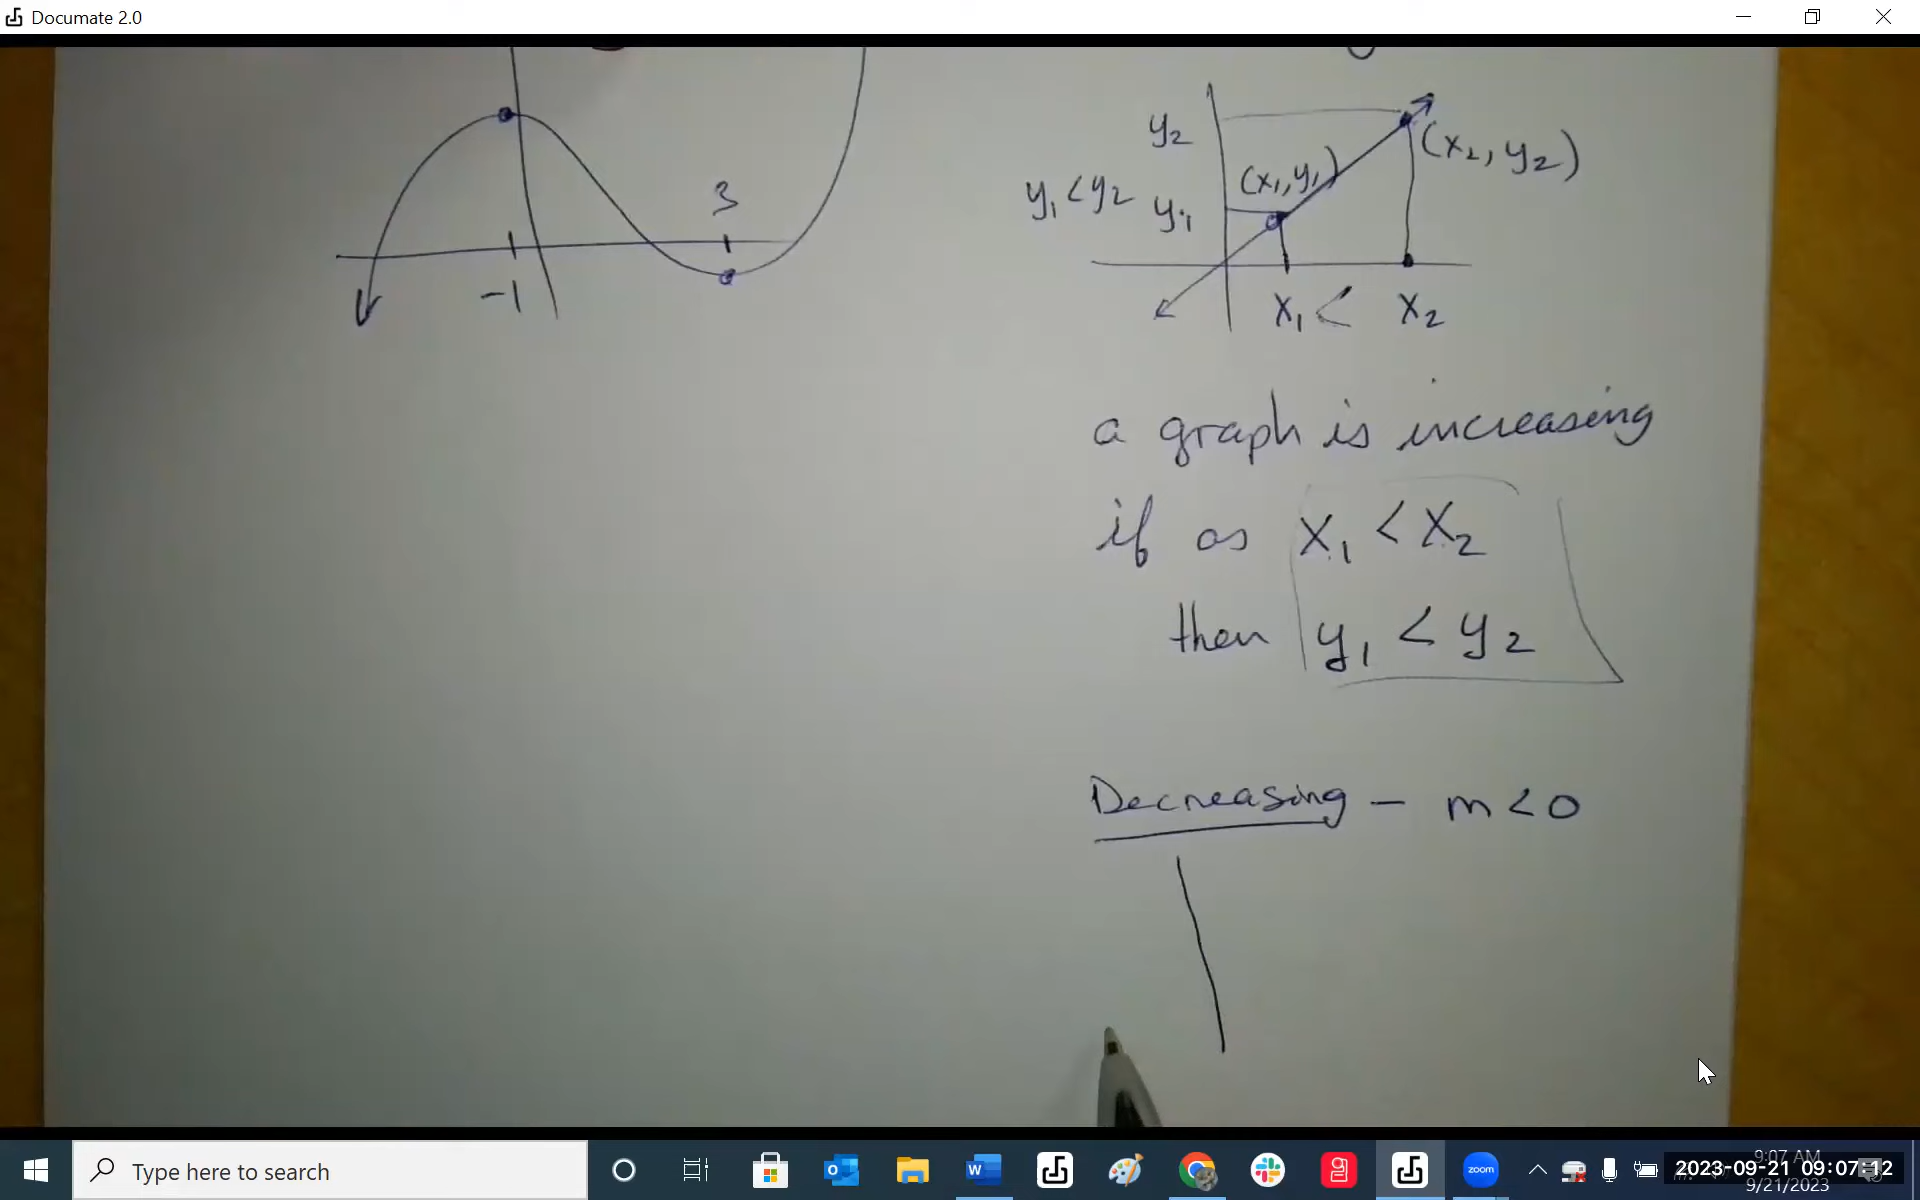 Documate 2.0
3
-1
y₂
(x₂, y₂)
(x₁, y₁)
y₁ < y₂ y₁
x₁ < x₂
a graph is increasing
if as x₁ < x₂
then y₁ < y₂
Decreasing — m < 0
Type here to search
W
zoom
9:07 AM
2023-09-21 09:07:12
9/21/2023